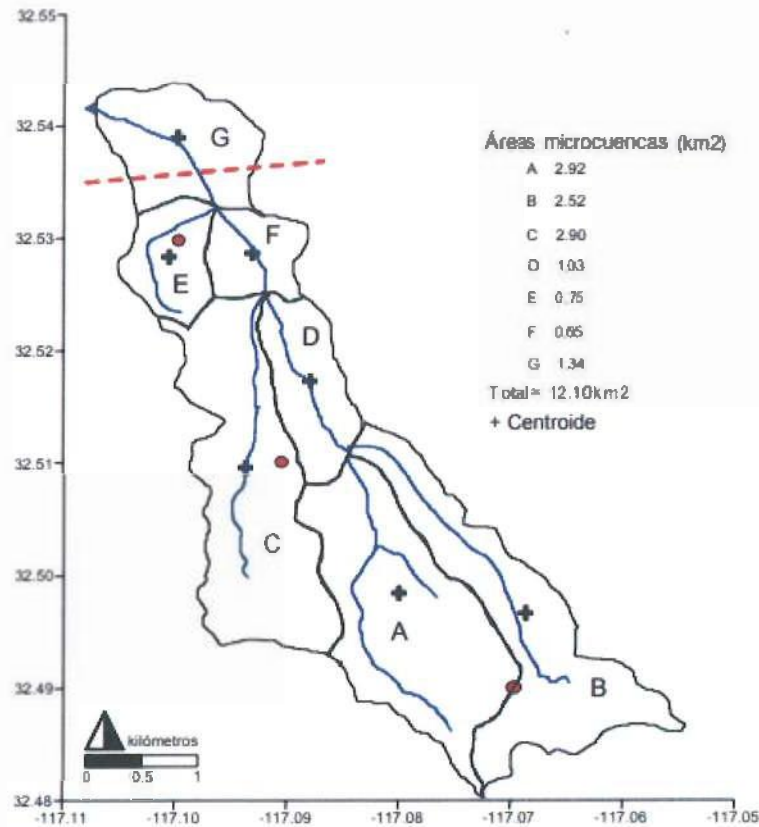 32.55
32.54
32.53
32.52
32.51
32.50
32.49
32.48
-117.11 -117.10 -117.09 -117.08 -117.07 -117.06 -117.05
G
F
E
D
C
A
B
Áreas microcuencas (km2)
A 2.92
B 2.52
C 2.90
D 1.03
E 0.75
F 0.65
G 1.34
Total= 12.10km2
+ Centroide
kilómetros
0 0.5 1